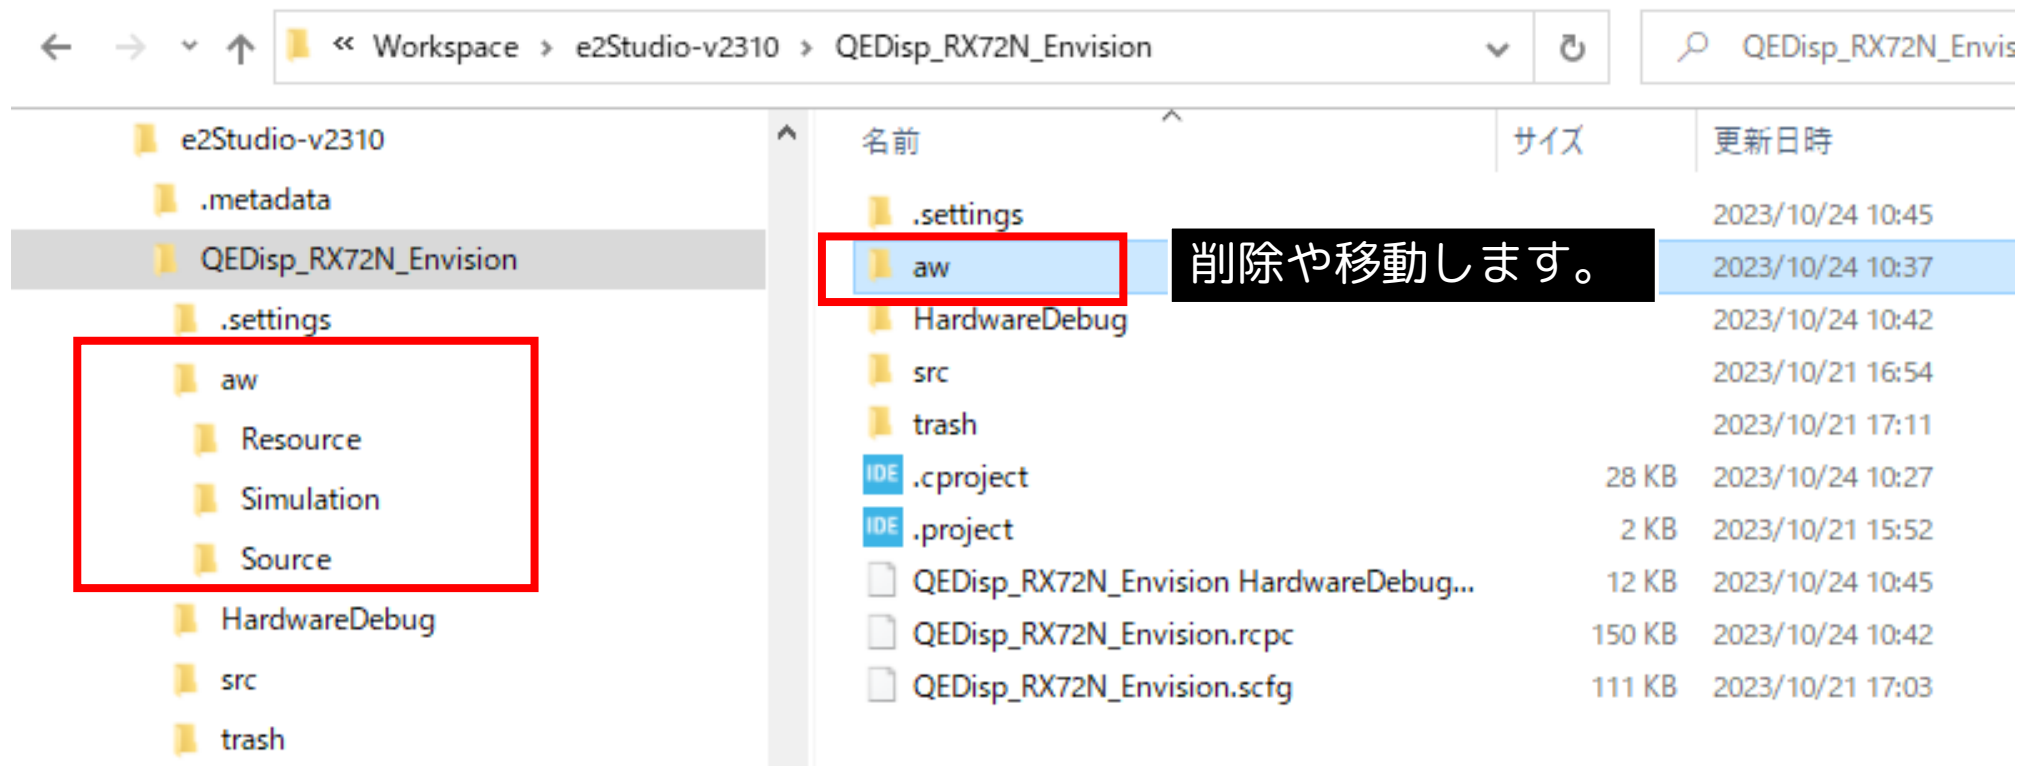 « Workspace › e2Studio-v2310 › QEDisp_RX72N_Envision
QEDisp_RX72N_Envis
e2Studio-v2310
.metadata
QEDisp_RX72N_Envision
.settings
aw
Resource
Simulation
Source
HardwareDebug
src
trash
名前 サイズ 更新日時
.settings 2023/10/24 10:45
aw 削除や移動します。 2023/10/24 10:37
HardwareDebug 2023/10/24 10:42
src 2023/10/21 16:54
trash 2023/10/21 17:11
IDE .cproject 28 KB 2023/10/24 10:27
IDE .project 2 KB 2023/10/21 15:52
QEDisp_RX72N_Envision HardwareDebug... 12 KB 2023/10/24 10:45
QEDisp_RX72N_Envision.rcpc 150 KB 2023/10/24 10:42
QEDisp_RX72N_Envision.scfg 111 KB 2023/10/21 17:03